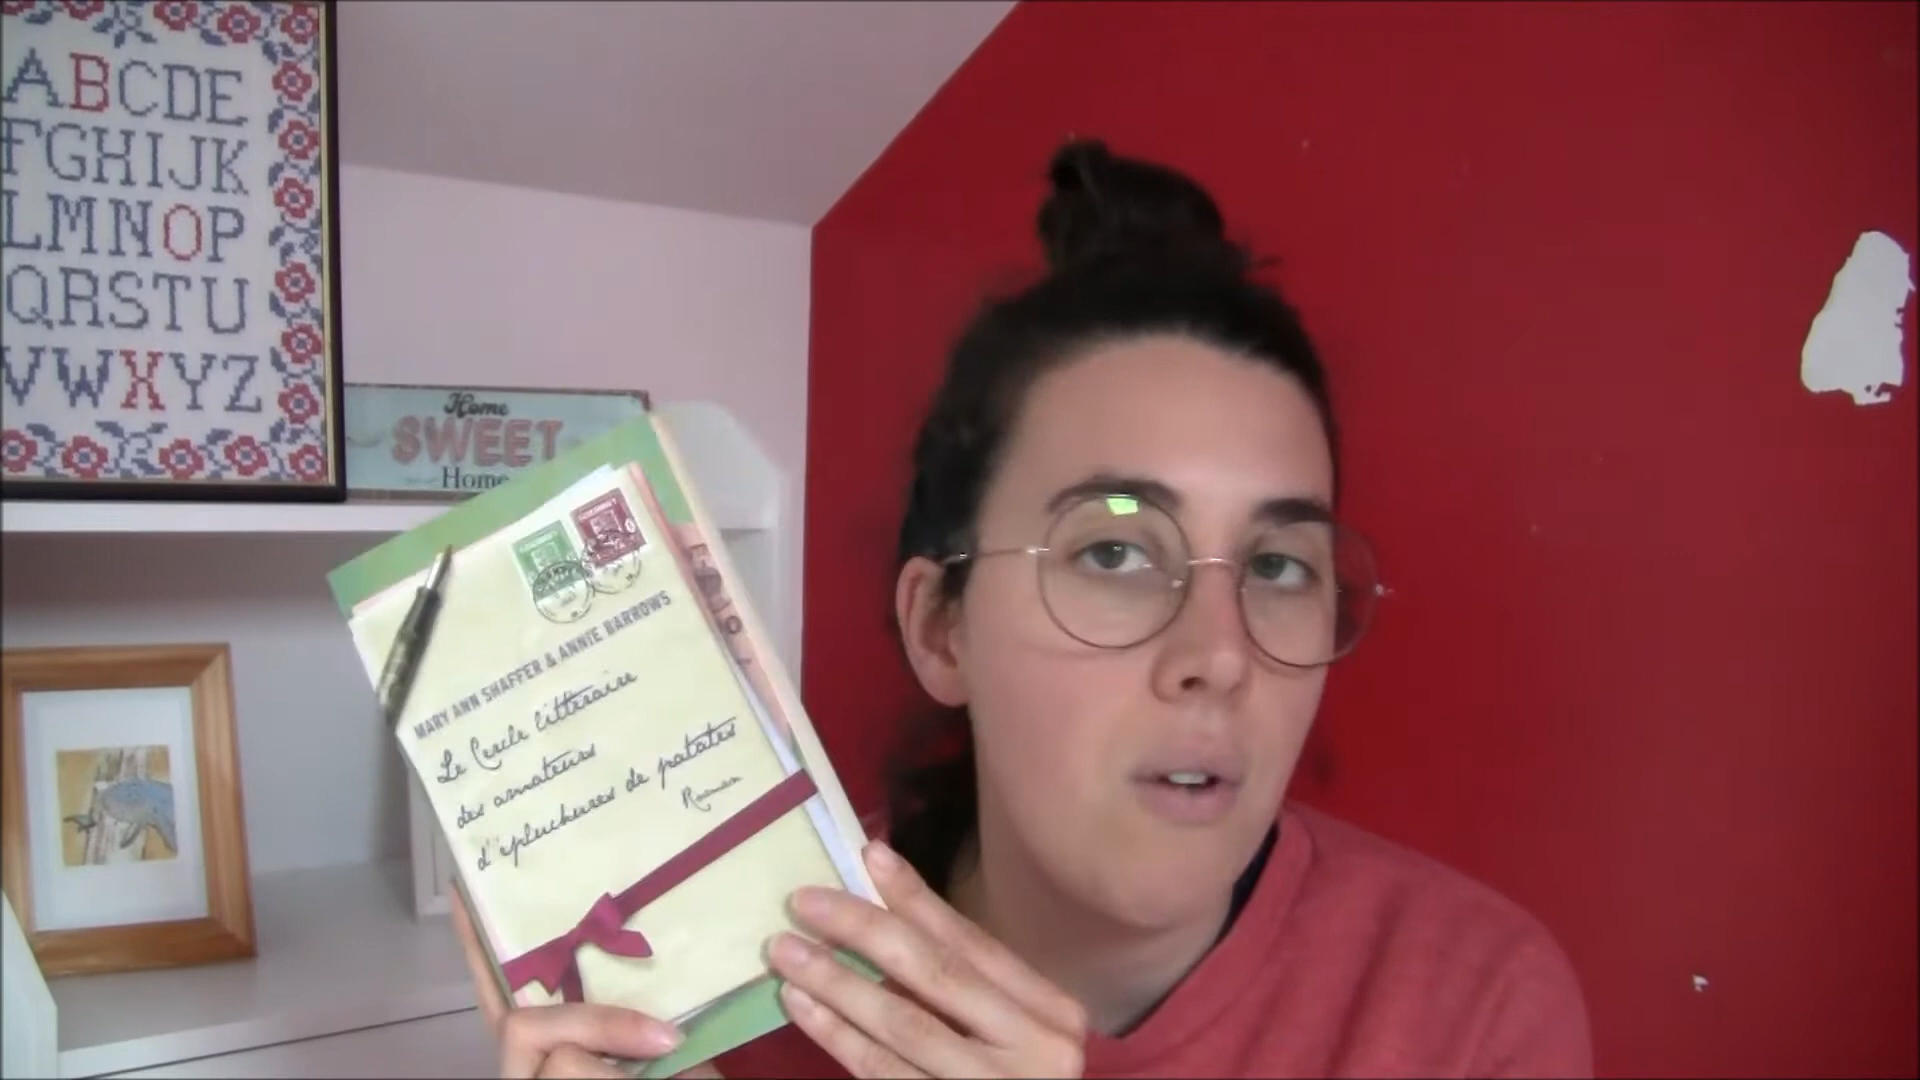 ABCDE
FGHIJK
LMNOP
QRSTU
VWXYZ
Home
SWEET
Home
MARY ANN SHAFFER & ANNIE BARROWS
Le Cercle littéraire
des amateurs
d'épluchures de patates
Roman